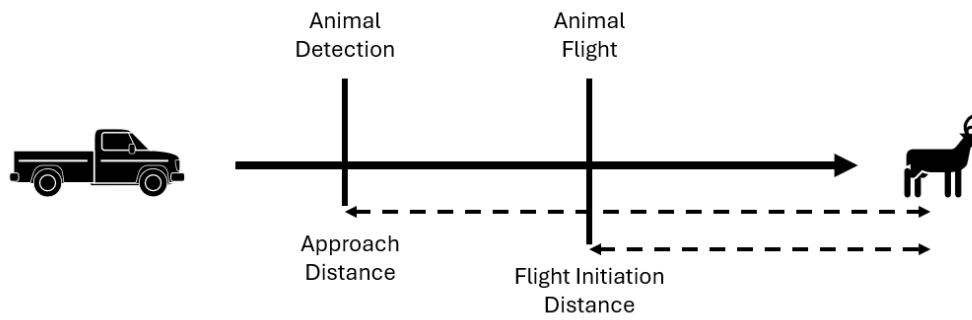 Animal
Detection
Animal
Flight
Approach
Distance
Flight Initiation
Distance